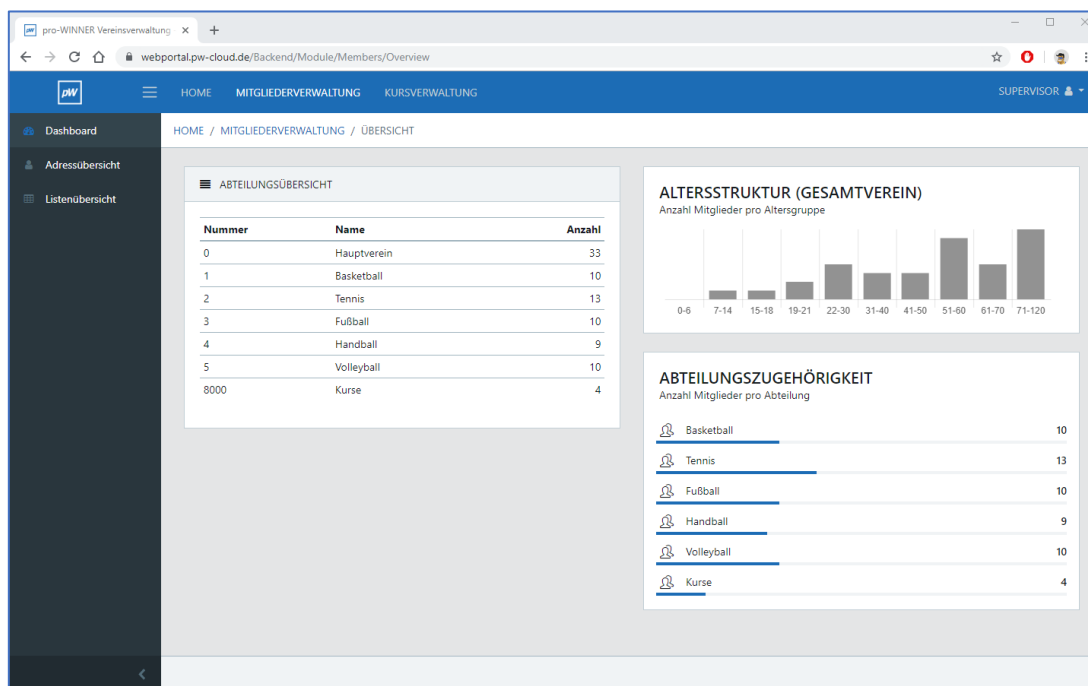 pW pro-WINNER Vereinsverwaltung
webportal.pw-cloud.de/Backend/Module/Members/Overview
pW HOME MITGLIEDERVERWALTUNG KURSVERWALTUNG SUPERVISOR
Dashboard
Adressübersicht
Listenübersicht
HOME / MITGLIEDERVERWALTUNG / ÜBERSICHT
ABTEILUNGSÜBERSICHT
Nummer Name Anzahl
0 Hauptverein 33
1 Basketball 10
2 Tennis 13
3 Fußball 10
4 Handball 9
5 Volleyball 10
8000 Kurse 4
ALTERSSTRUKTUR (GESAMTVEREIN)
Anzahl Mitglieder pro Altersgruppe
0-6 7-14 15-18 19-21 22-30 31-40 41-50 51-60 61-70 71-120
ABTEILUNGSZUGEHÖRIGKEIT
Anzahl Mitglieder pro Abteilung
Basketball 10
Tennis 13
Fußball 10
Handball 9
Volleyball 10
Kurse 4